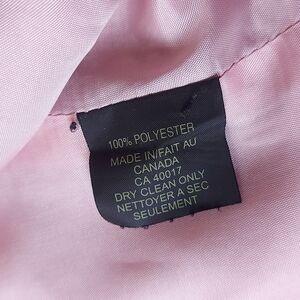 100% POLYESTER
MADE IN/FAIT AU
CANADA
CA 40017
DRY CLEAN ONLY
NETTOYER A SEC
SEULEMENT